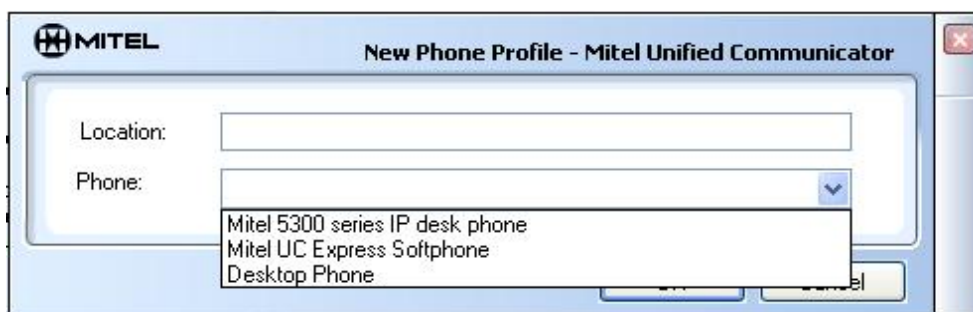 MITEL
New Phone Profile - Mitel Unified Communicator
Location:
Phone:
Mitel 5300 series IP desk phone
Mitel UC Express Softphone
Desktop Phone
Cancel